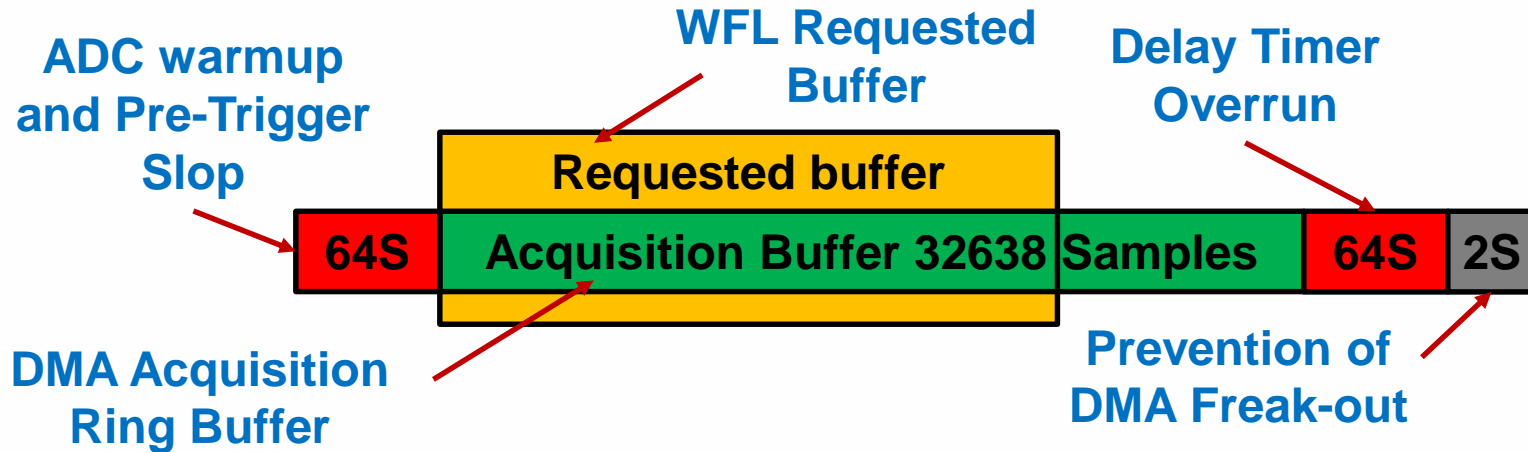 ADC warmup
and Pre-Trigger
Slop
WFL Requested
Buffer
Delay Timer
Overrun
Requested buffer
64S
Acquisition Buffer 32638 Samples
64S
2S
DMA Acquisition
Ring Buffer
Prevention of
DMA Freak-out